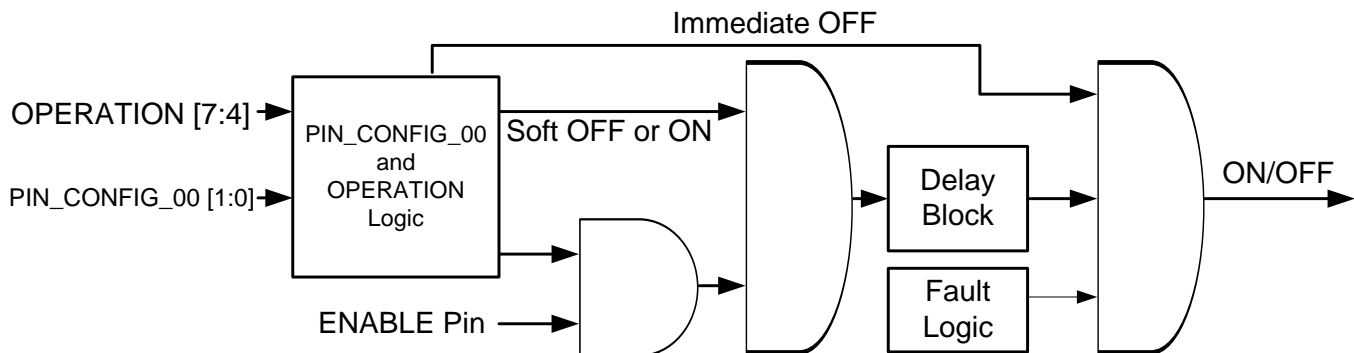 Immediate OFF
OPERATION [7:4]
PIN_CONFIG_00
and
OPERATION
Logic
Soft OFF or ON
PIN_CONFIG_00 [1:0]
Delay
Block
ON/OFF
ENABLE Pin
Fault
Logic